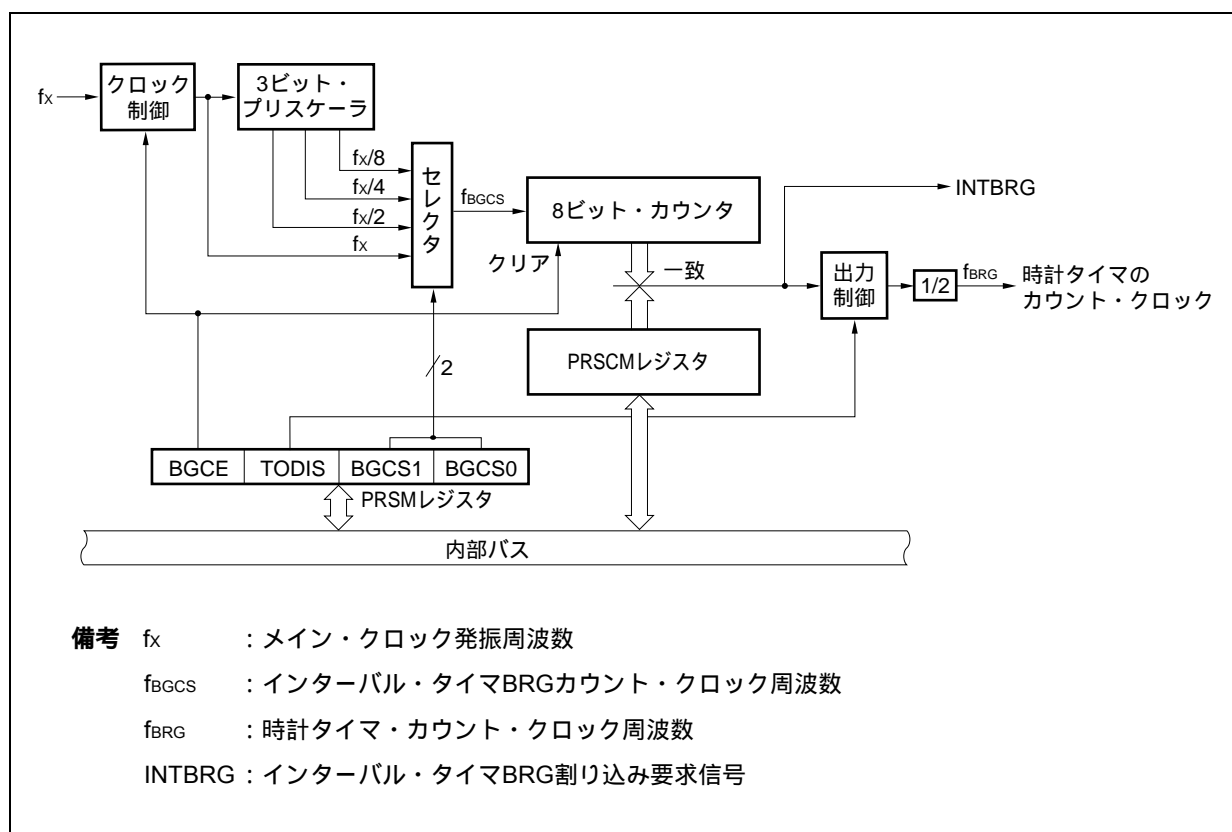 fx
クロック
制御
3ビット・
プリスケーラ
fx/8
fx/4
fx/2
fx
セレクタ
fBGCS
8ビット・カウンタ
クリア
一致
INTBRG
出力
制御
1/2
fBRG
時計タイマの
カウント・クロック
PRSCMレジスタ
2
BGCE TODIS BGCS1 BGCS0
PRSMレジスタ
内部バス
備考 fx :メイン・クロック発振周波数
fBGCS :インターバル・タイマBRGカウント・クロック周波数
fBRG :時計タイマ・カウント・クロック周波数
INTBRG:インターバル・タイマBRG割り込み要求信号